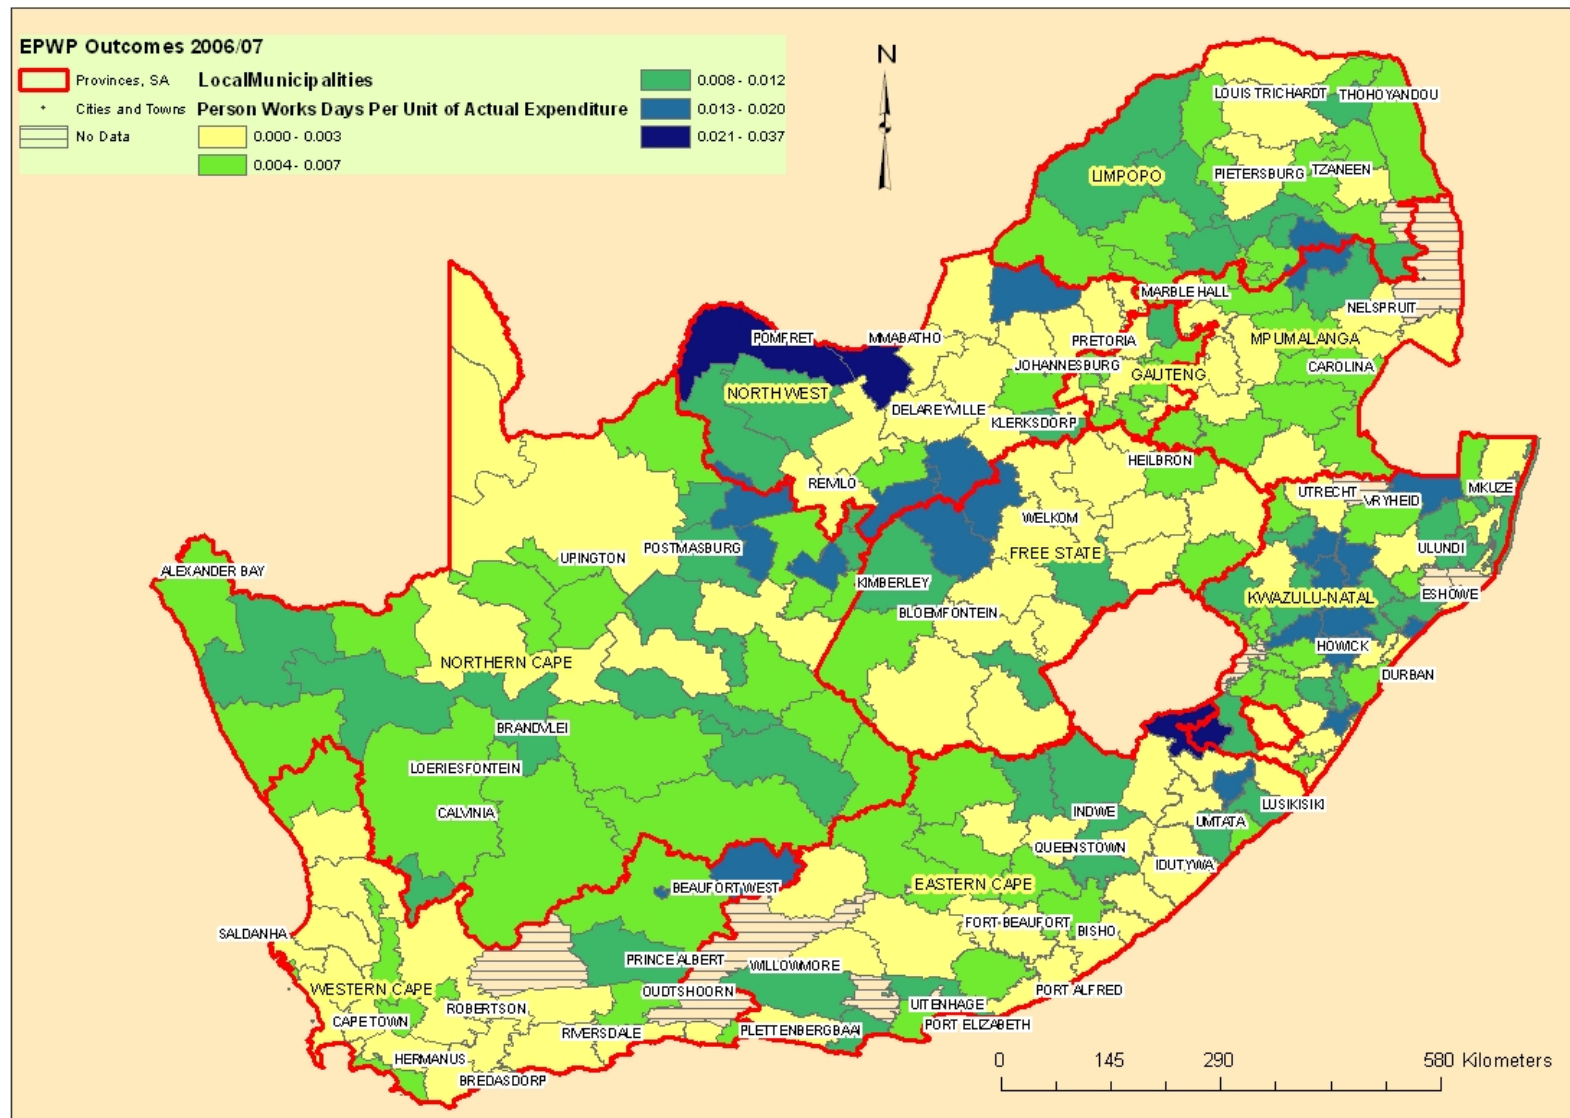 EPWP Outcomes 2006/07
Provinces, SA
LocalMunicipalities
Cities and Towns
Person Works Days Per Unit of Actual Expenditure
No Data
0.000 - 0.003
0.004 - 0.007
0.008 - 0.012
0.013 - 0.020
0.021 - 0.037
N
LOUIS TRICHARDT
THOHOYANDOU
LIMPOPO
PIETERSBURG
TZANEEN
MARBLE HALL
NELSPRUIT
POMFRET
MMABATHO
PRETORIA
MPUMALANGA
JOHANNESBURG
GAUTENG
CAROLINA
NORTH WEST
DELAREYVILLE
KLERKSDORP
HEILBRON
REIVILO
UTRECHT
VRYHEID
MKUZE
WELKOM
POSTMASBURG
FREE STATE
ULUNDI
UPINGTON
ALEXANDER BAY
KIMBERLEY
KWAZULU-NATAL
ESHOWE
BLOEMFONTEIN
HOWICK
NORTHERN CAPE
DURBAN
BRANDVLEI
LOERIESFONTEIN
CALVINIA
INDWE
LUSIKISIKI
UMTATA
QUEENSTOWN
IDUTYWA
BEAUFORT WEST
EASTERN CAPE
FORT-BEAUFORT
BISHO
SALDANHA
PRINCE ALBERT
WILLOWMORE
WESTERN CAPE
OUDTSHOORN
PORT ALFRED
ROBERTSON
UITENHAGE
CAPE TOWN
RIVERSDALE
PLETTENBERGBAAI
PORT ELIZABETH
HERMANUS
BREDASDORP
0 145 290 580 Kilometers